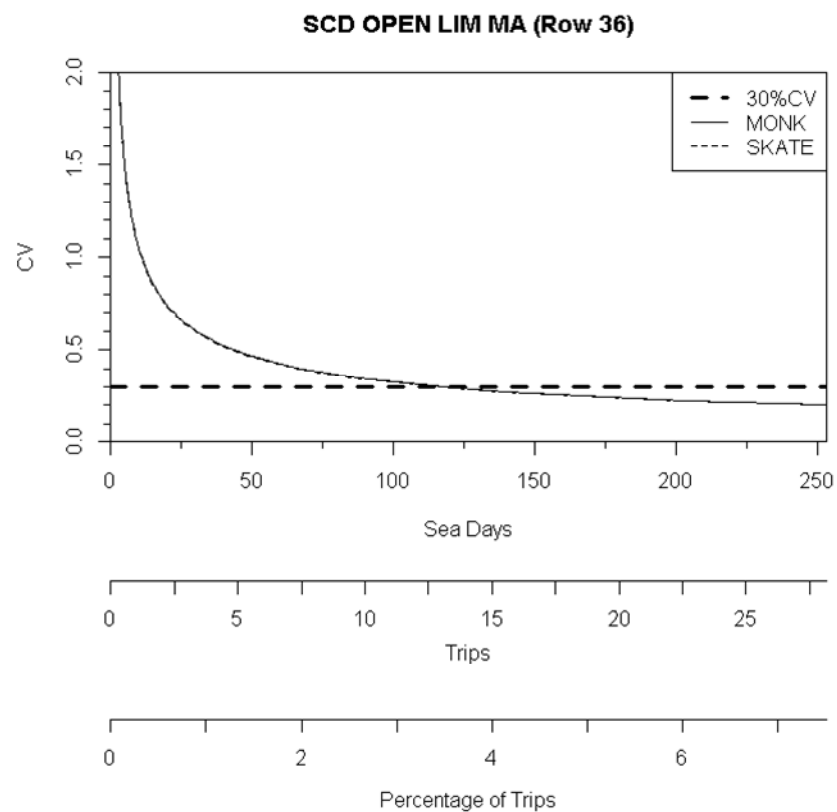 SCD OPEN LIM MA (Row 36)
30%CV
MONK
SKATE
CV
0.0 0.5 1.0 1.5 2.0
0 50 100 150 200 250
Sea Days
0 5 10 15 20 25
Trips
0 2 4 6
Percentage of Trips